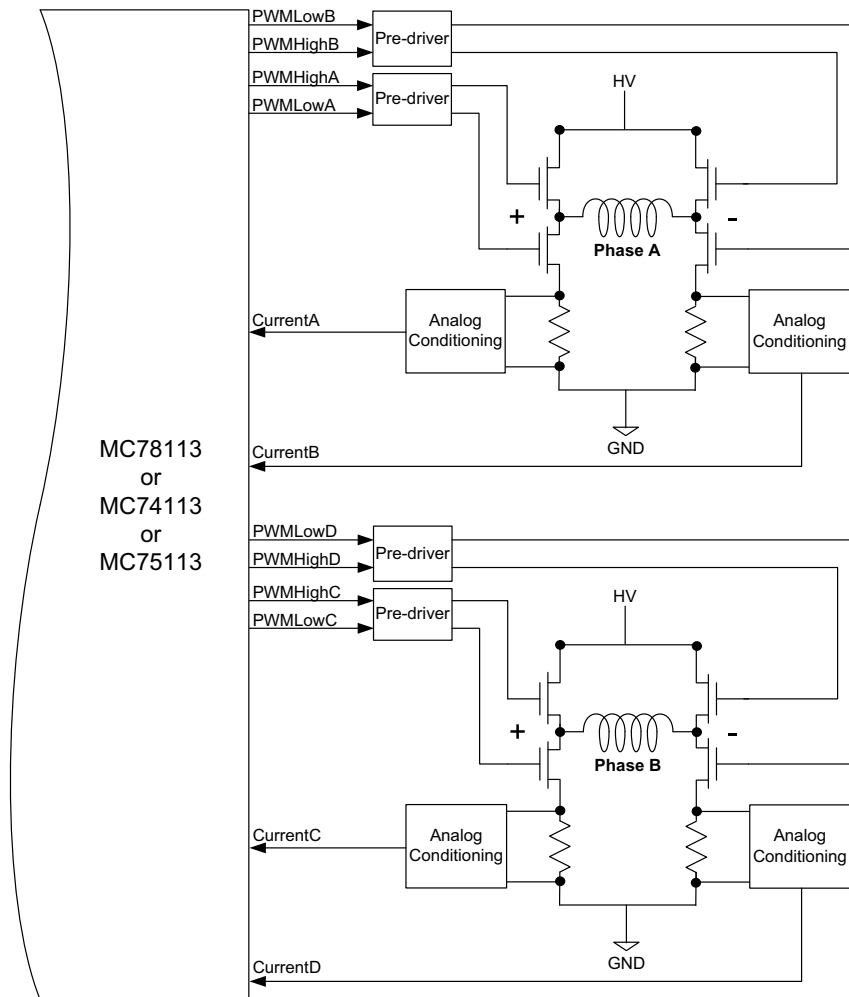 PWMLowB
Pre-driver
PWMHighB
PWMHighA
Pre-driver
PWMLowA
HV
+
-
Phase A
CurrentA
Analog
Conditioning
Analog
Conditioning
GND
CurrentB
MC78113
or
MC74113
or
MC75113
PWMLowD
Pre-driver
PWMHighD
PWMHighC
Pre-driver
PWMLowC
HV
+
-
Phase B
CurrentC
Analog
Conditioning
Analog
Conditioning
GND
CurrentD